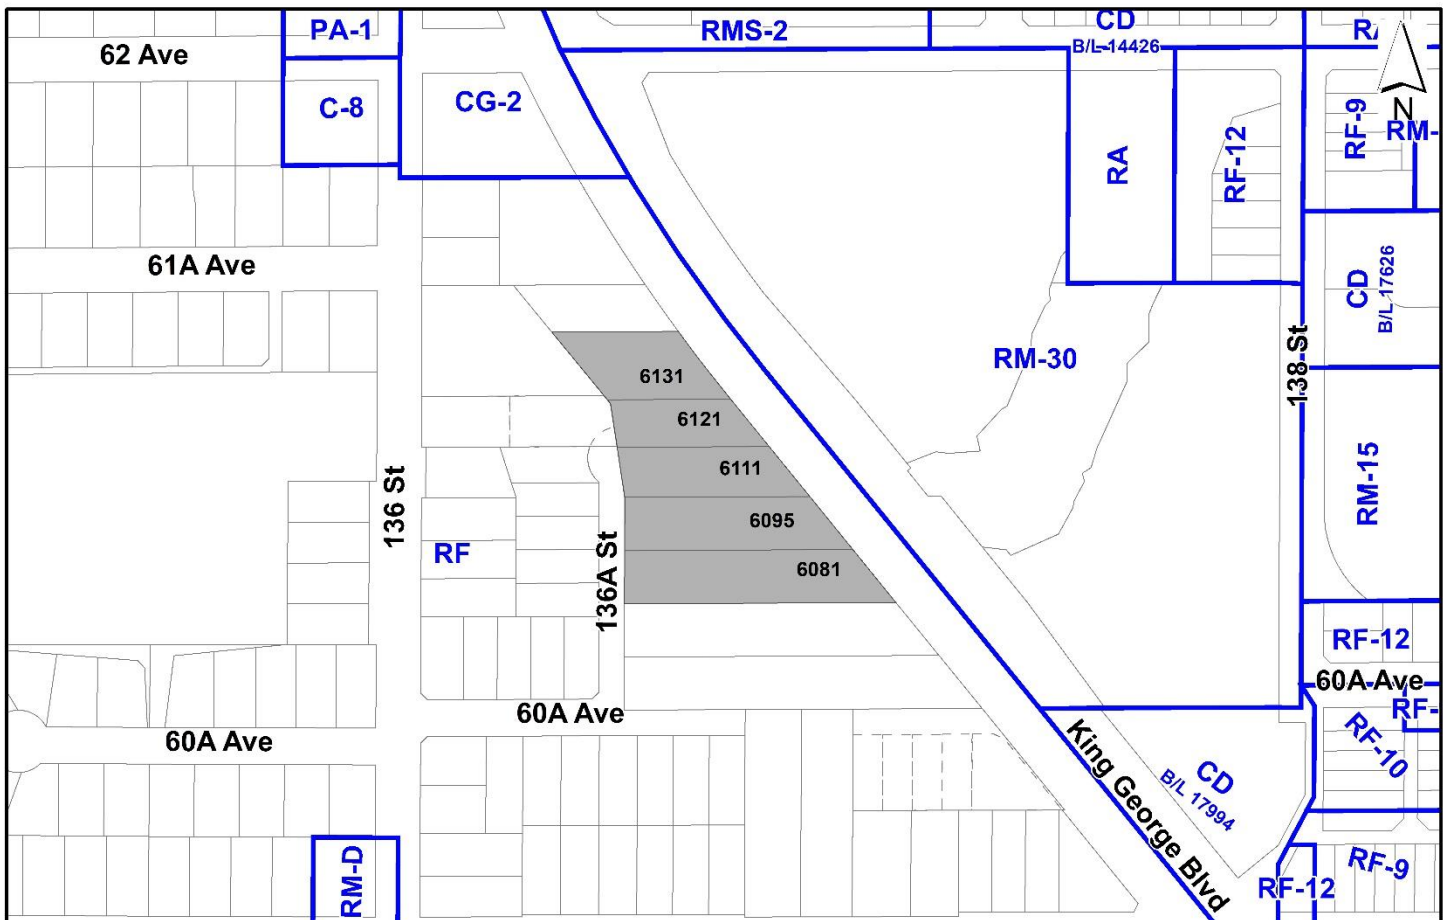 PA-1
RMS-2
CD
B/L 14426
62 Ave
C-8
CG-2
N
RA
RF-12
RF-9
RM-
61A Ave
CD
B/L 17626
138 St
RM-30
6131
6121
6111
6095
6081
136 St
RF
136A St
RM-15
RF-12
60A Ave
RF-
RF-10
60A Ave
60A Ave
King George Blvd
CD
B/L 17994
RM-D
RF-12
RF-9